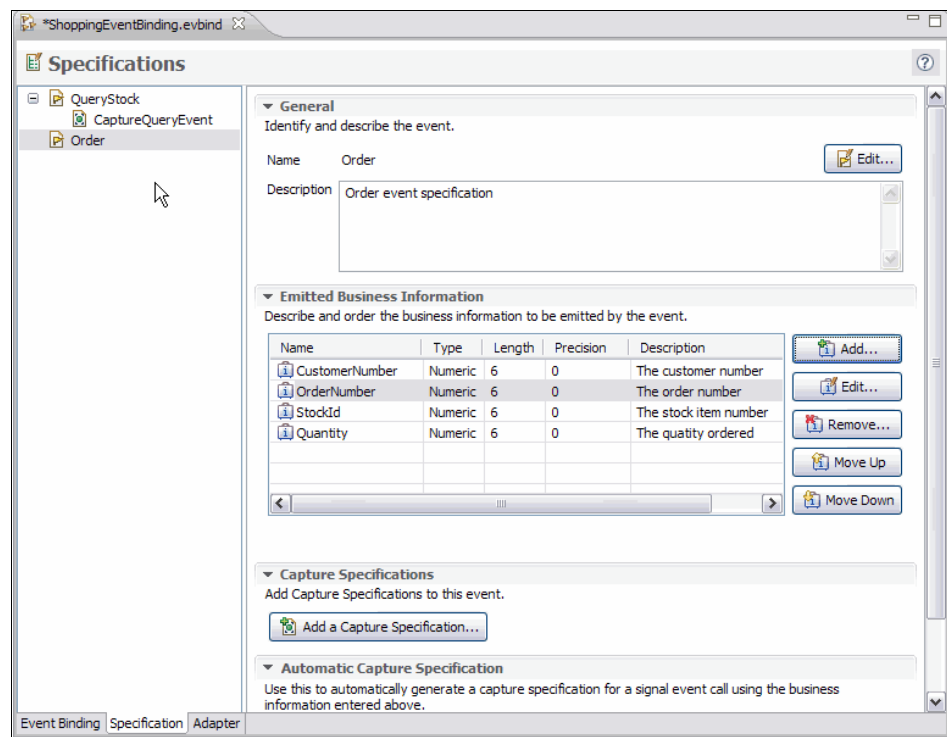 *ShoppingEventBinding.evbind
Specifications
QueryStock
CaptureQueryEvent
Order
General
Identify and describe the event.
Name Order Edit...
Description Order event specification
Emitted Business Information
Describe and order the business information to be emitted by the event.
Name Type Length Precision Description
CustomerNumber Numeric 6 0 The customer number
OrderNumber Numeric 6 0 The order number
StockId Numeric 6 0 The stock item number
Quantity Numeric 6 0 The quatity ordered
Add...
Edit...
Remove...
Move Up
Move Down
Capture Specifications
Add Capture Specifications to this event.
Add a Capture Specification...
Automatic Capture Specification
Use this to automatically generate a capture specification for a signal event call using the business
information entered above.
Event Binding Specification Adapter